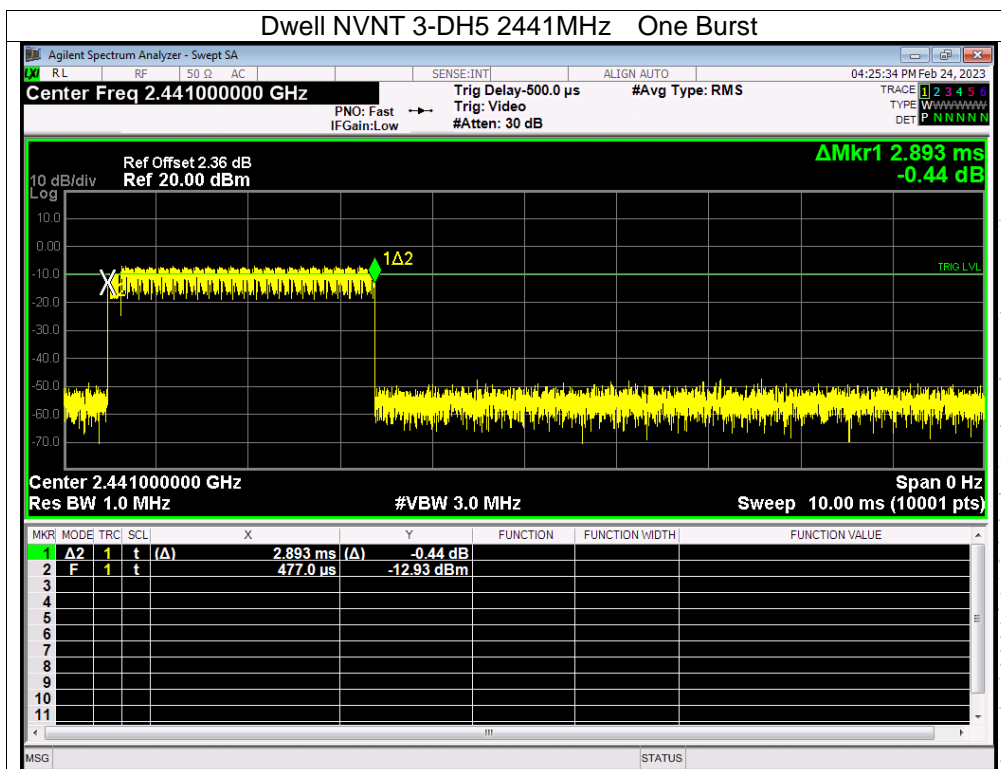 Dwell NVNT 3-DH5 2441MHz One Burst
Agilent Spectrum Analyzer - Swept SA
LXI RL RF 50 Ω AC SENSE:INT ALIGN AUTO 04:25:34 PM Feb 24, 2023
Center Freq 2.441000000 GHz
PNO: Fast
IFGain:Low
Trig Delay-500.0 µs
Trig: Video
#Atten: 30 dB
#Avg Type: RMS
TRACE 1 2 3 4 5 6
TYPE WWWWWW
DET P N N N N N
Ref Offset 2.36 dB
10 dB/div Ref 20.00 dBm
Log
ΔMkr1 2.893 ms
-0.44 dB
10.0
0.00
1Δ2
-10.0
TRIG LVL
-20.0
-30.0
-40.0
-50.0
-60.0
-70.0
Center 2.441000000 GHz Span 0 Hz
Res BW 1.0 MHz #VBW 3.0 MHz Sweep 10.00 ms (10001 pts)
MKR MODE TRC SCL X Y FUNCTION FUNCTION WIDTH FUNCTION VALUE
1 Δ2 1 t (Δ) 2.893 ms (Δ) -0.44 dB
2 F 1 t 477.0 µs -12.93 dBm
3
4
5
6
7
8
9
10
11
MSG STATUS